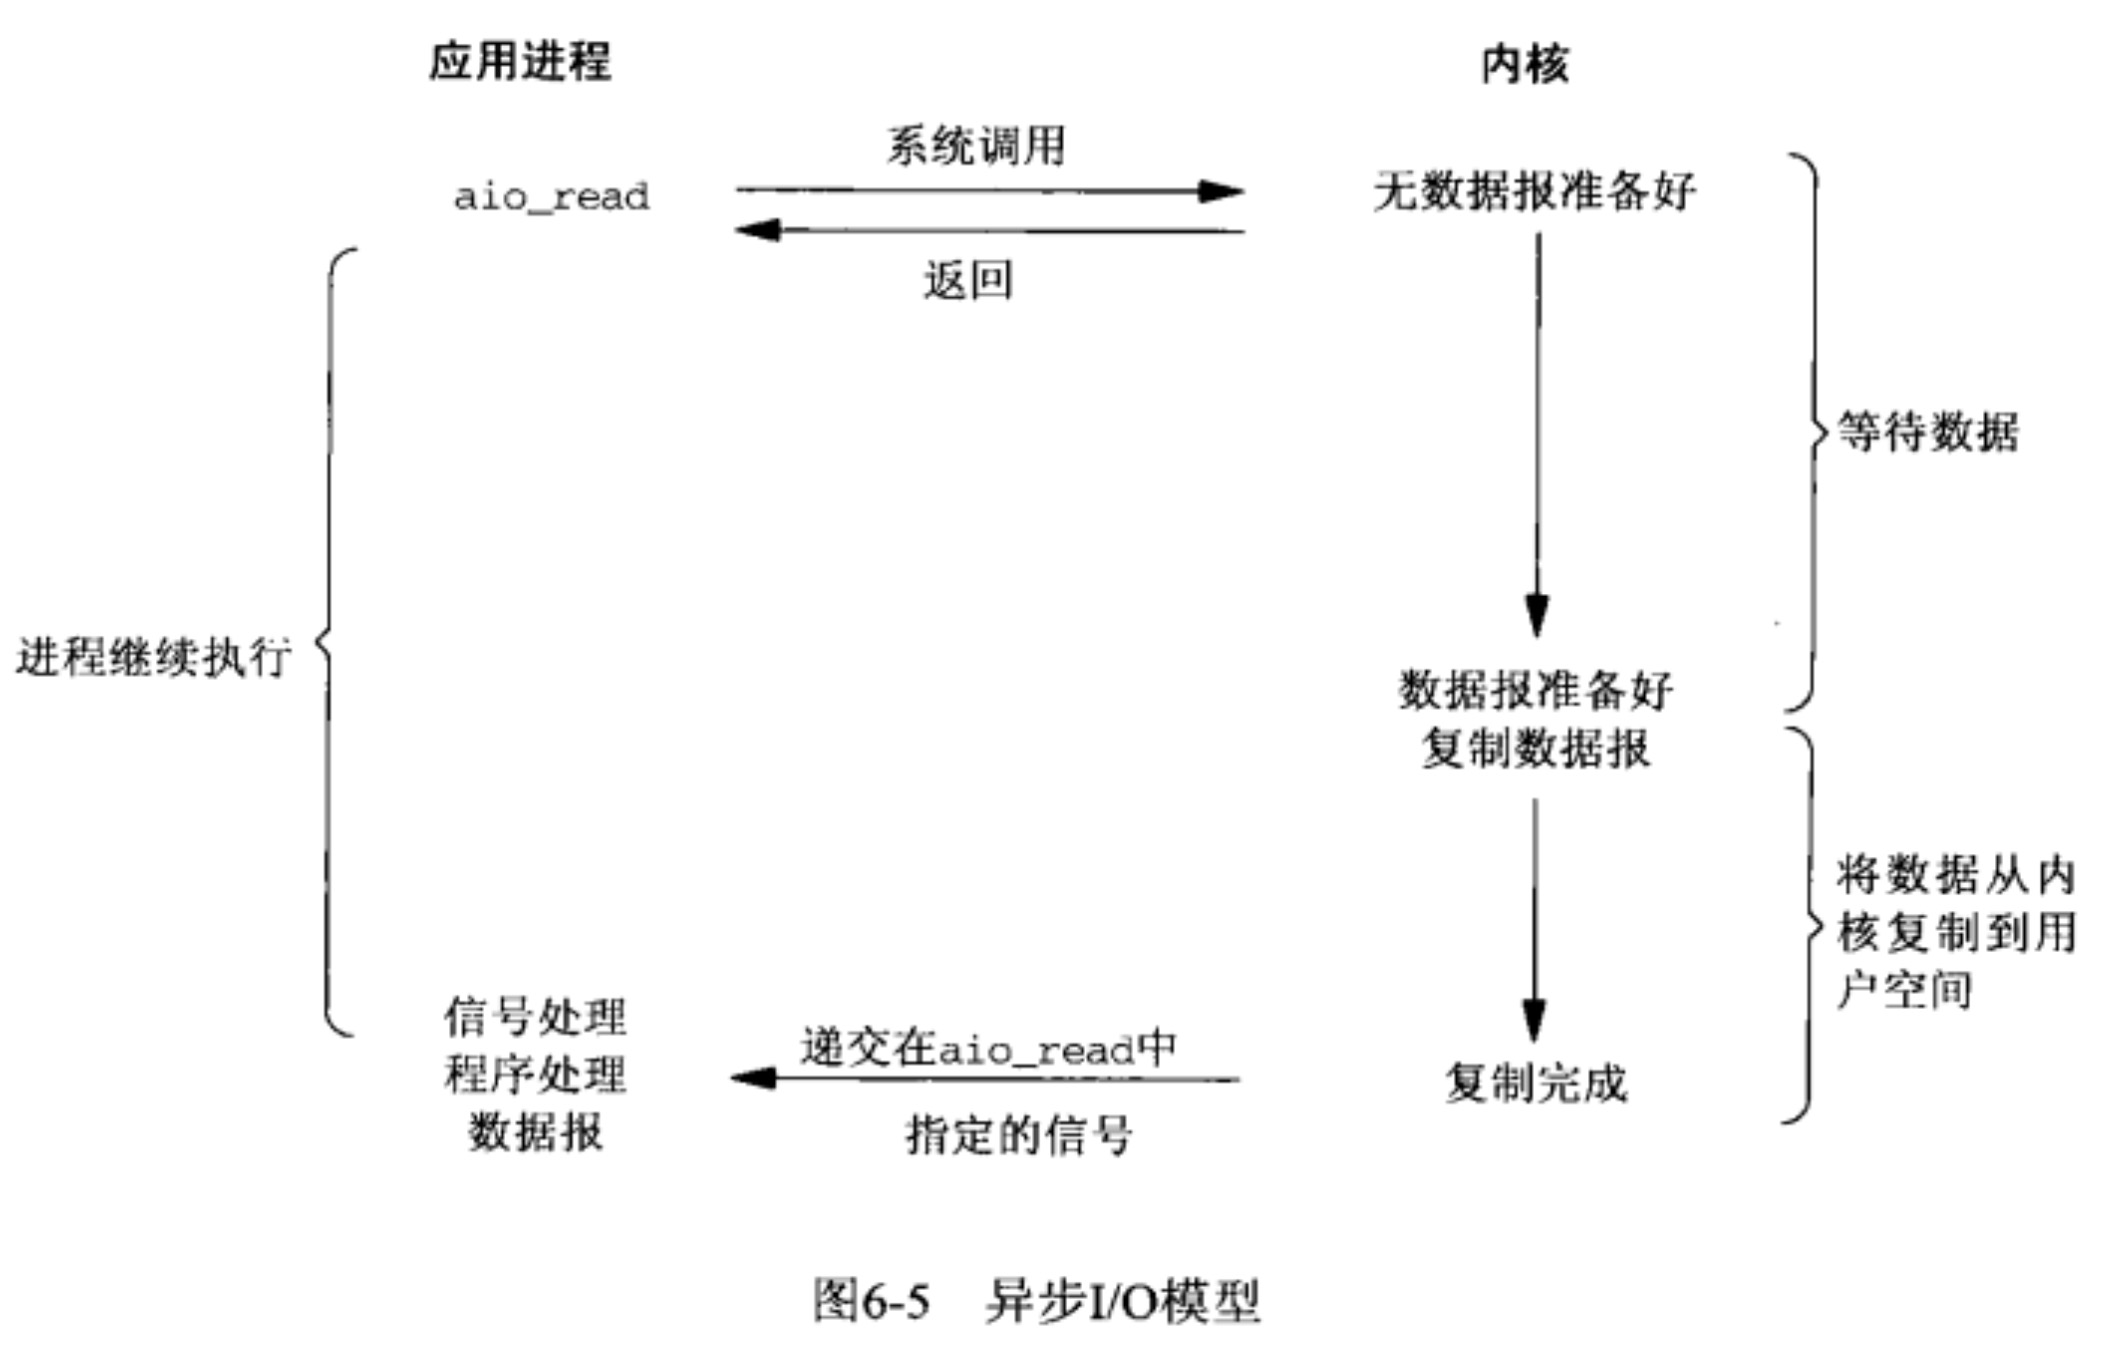 应用进程
内核
系统调用
aio_read
无数据报准备好
返回
等待数据
进程继续执行
数据报准备好
复制数据报
将数据从内
核复制到用
户空间
信号处理
程序处理
数据报
递交在aio_read中
指定的信号
复制完成
图6-5 异步I/O模型